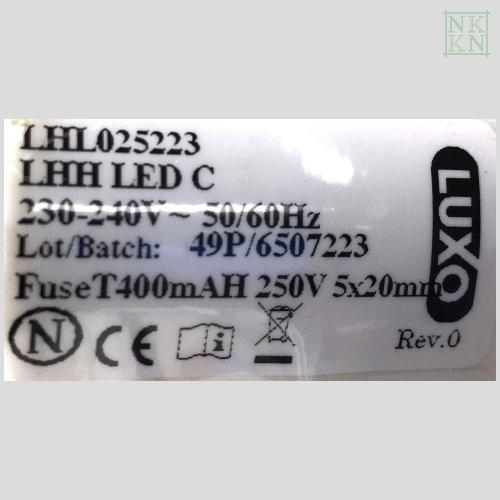 NK
KN
LHL025223
LHH LED C
230-240V~ 50/60Hz
Lot/Batch: 49P/6507223
FuseT400mAH 250V 5x20mm
LUXO
N CE i
Rev.0